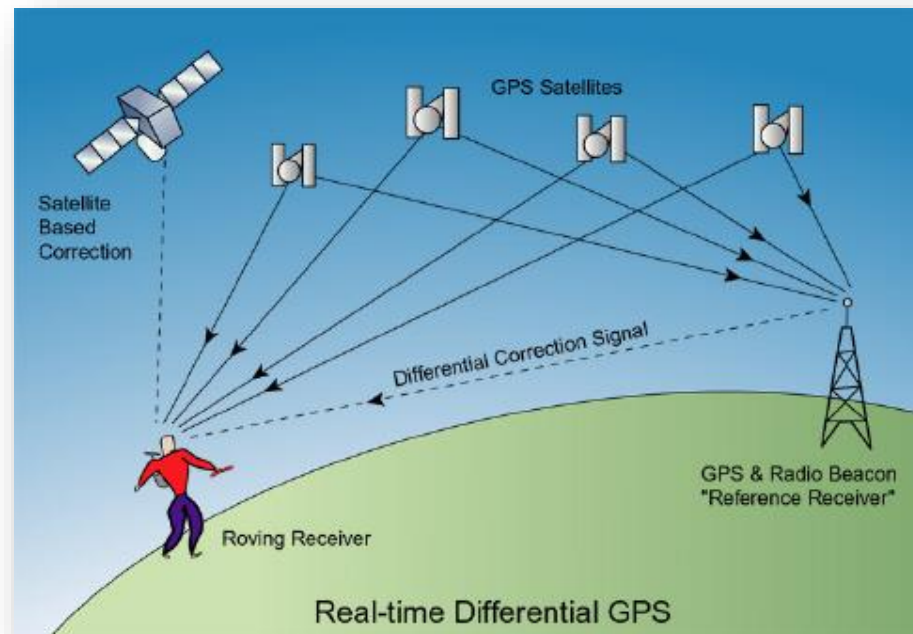 GPS Satellites
Satellite
Based
Correction
Differential Correction Signal
GPS & Radio Beacon
"Reference Receiver"
Roving Receiver
Real-time Differential GPS